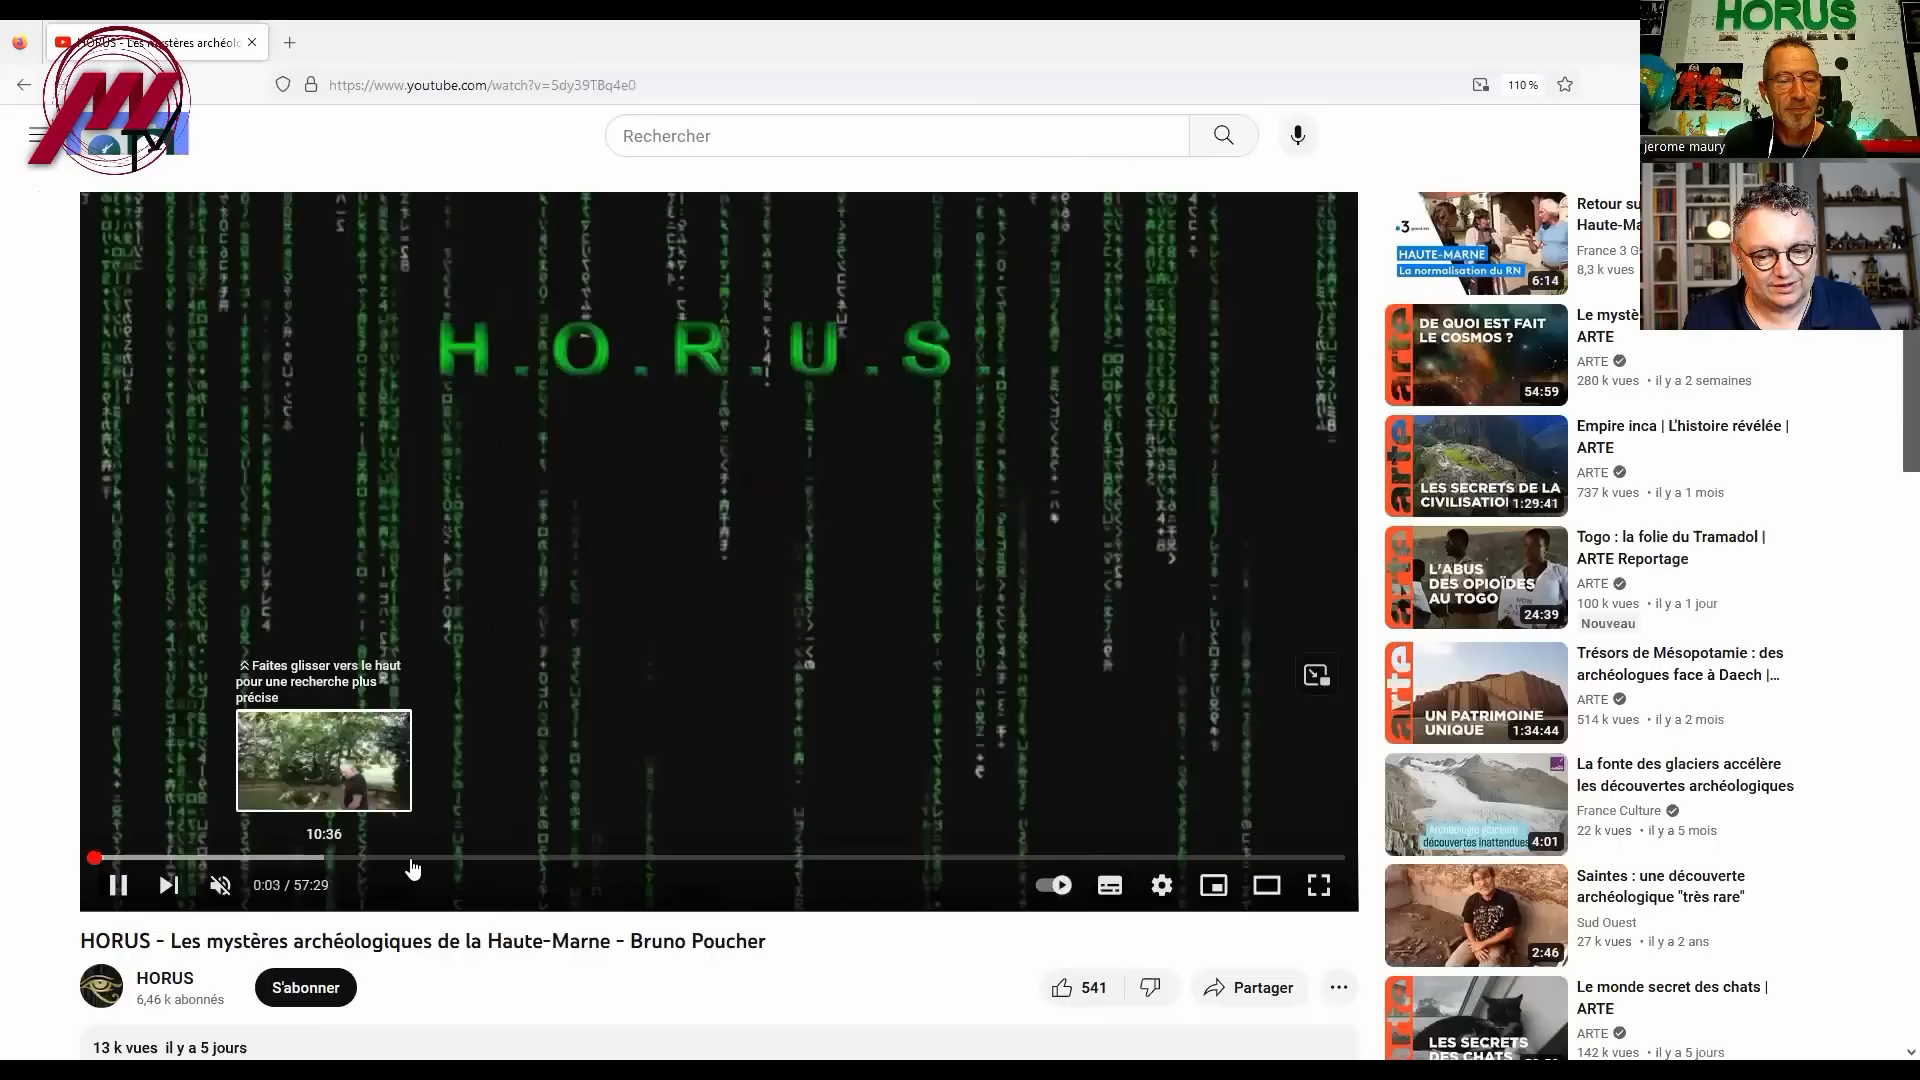 HORUS - Les mystères archéolo
https://www.youtube.com/watch?v=5dy39TBq4e0
110 %
Rechercher
HORUS
jerome maury
H.O.R.U.S.
Faites glisser vers le haut
pour une recherche plus
précise
10:36
0:03 / 57:29
HORUS - Les mystères archéologiques de la Haute-Marne - Bruno Poucher
HORUS
6,46 k abonnés
S'abonner
541
Partager
13 k vues il y a 5 jours
HAUTE-MARNE
La normalisation du RN
6:14
Retour su
Haute-Ma
France 3 G
8,3 k vues
DE QUOI EST FAIT
LE COSMOS ?
arte
54:59
Le mystè
ARTE
ARTE
280 k vues • il y a 2 semaines
LES SECRETS DE LA
CIVILISATIO
arte
1:29:41
Empire inca | L'histoire révélée |
ARTE
ARTE
737 k vues • il y a 1 mois
L'ABUS
DES OPIOÏDES
AU TOGO
arte
24:39
Togo : la folie du Tramadol |
ARTE Reportage
ARTE
100 k vues • il y a 1 jour
Nouveau
UN PATRIMOINE
UNIQUE
arte
1:34:44
Trésors de Mésopotamie : des
archéologues face à Daech |...
ARTE
514 k vues • il y a 2 mois
Archéologie glaciaire
découvertes inattendues
4:01
La fonte des glaciers accélère
les découvertes archéologiques
France Culture
22 k vues • il y a 5 mois
2:46
Saintes : une découverte
archéologique "très rare"
Sud Ouest
27 k vues • il y a 2 ans
LES SECRETS
DES CHATS
arte
Le monde secret des chats |
ARTE
ARTE
142 k vues • il y a 5 jours